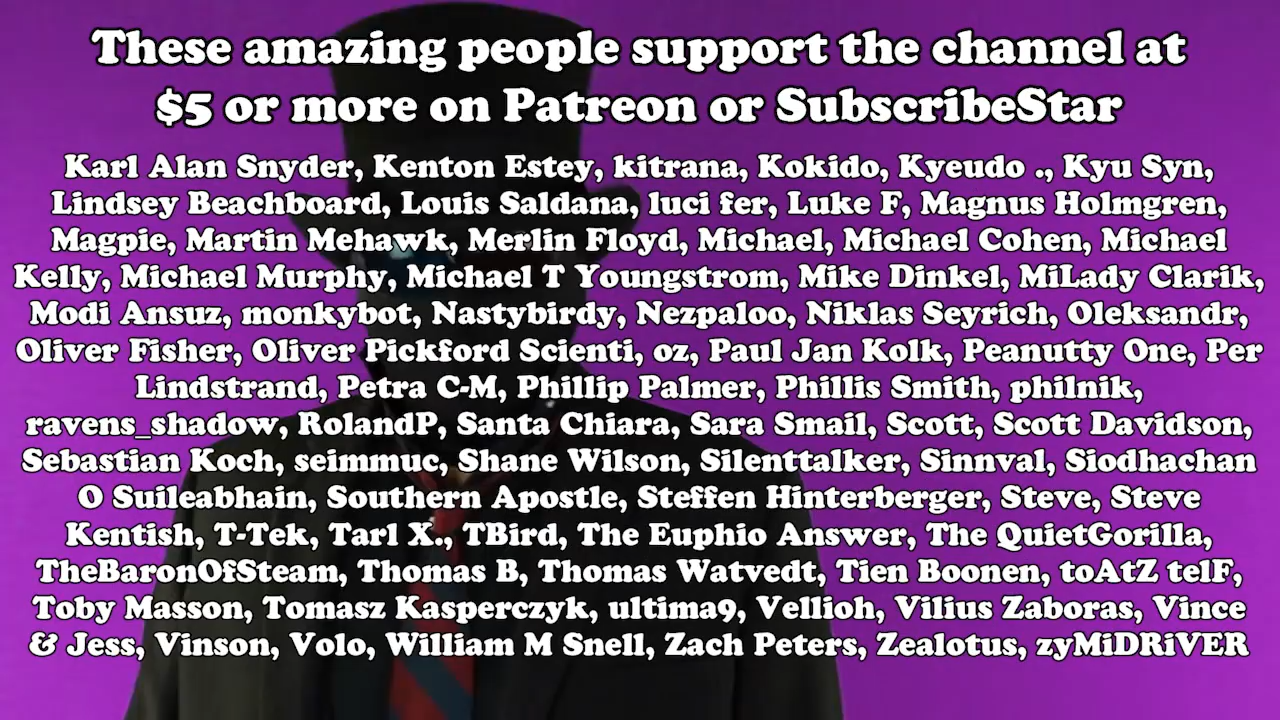 These amazing people support the channel at
$5 or more on Patreon or SubscribeStar
Karl Alan Snyder, Kenton Estey, kitrana, Kokido, Kyeudo ., Kyu Syn,
Lindsey Beachboard, Louis Saldana, luci fer, Luke F, Magnus Holmgren,
Magpie, Martin Mehawk, Merlin Floyd, Michael, Michael Cohen, Michael
Kelly, Michael Murphy, Michael T Youngstrom, Mike Dinkel, MiLady Clarik,
Modi Ansuz, monkybot, Nastybirdy, Nezpaloo, Niklas Seyrich, Oleksandr,
Oliver Fisher, Oliver Pickford Scienti, oz, Paul Jan Kolk, Peanutty One, Per
Lindstrand, Petra C-M, Phillip Palmer, Phillis Smith, philnik,
ravens_shadow, RolandP, Santa Chiara, Sara Smail, Scott, Scott Davidson,
Sebastian Koch, seimmuc, Shane Wilson, Silenttalker, Sinnval, Siodhachan
O Suileabhain, Southern Apostle, Steffen Hinterberger, Steve, Steve
Kentish, T-Tek, Tarl X., TBird, The Euphio Answer, The QuietGorilla,
TheBaronOfSteam, Thomas B, Thomas Watvedt, Tien Boonen, toAtZ telF,
Toby Masson, Tomasz Kasperczyk, ultima9, Vellioh, Vilius Zaboras, Vince
& Jess, Vinson, Volo, William M Snell, Zach Peters, Zealotus, zyMiDRiVER